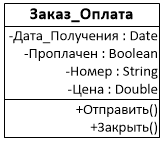 Заказ_Оплата
-Дата_Получения : Date
-Проплачен : Boolean
-Номер : String
-Цена : Double
+Отправить()
+Закрыть()